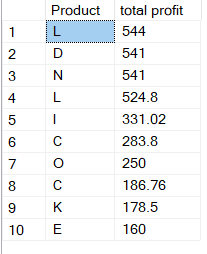 Product total profit
1 L 544
2 D 541
3 N 541
4 L 524.8
5 I 331.02
6 C 283.8
7 O 250
8 C 186.76
9 K 178.5
10 E 160